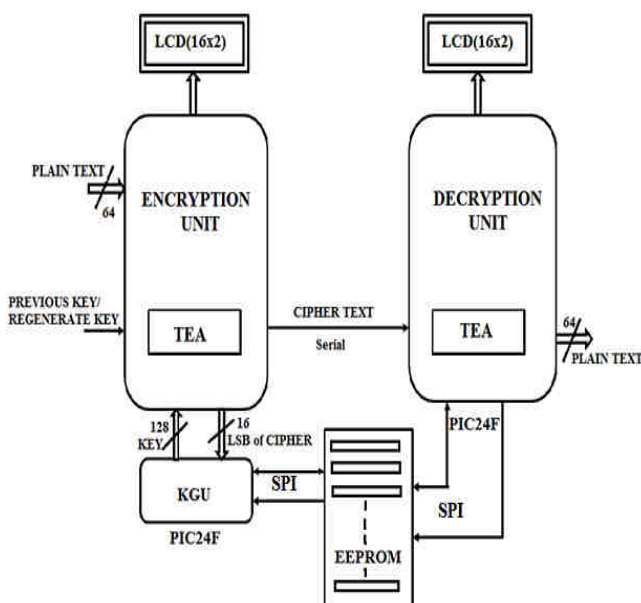 LCD(16x2)
LCD(16x2)
PLAIN TEXT
64
ENCRYPTION
UNIT
DECRYPTION
UNIT
PREVIOUS KEY/
REGENERATE KEY
TEA
CIPHER TEXT
Serial
TEA
64
PLAIN TEXT
128
KEY
16
LSB of CIPHER
PIC24F
KGU
SPI
SPI
PIC24F
EEPROM